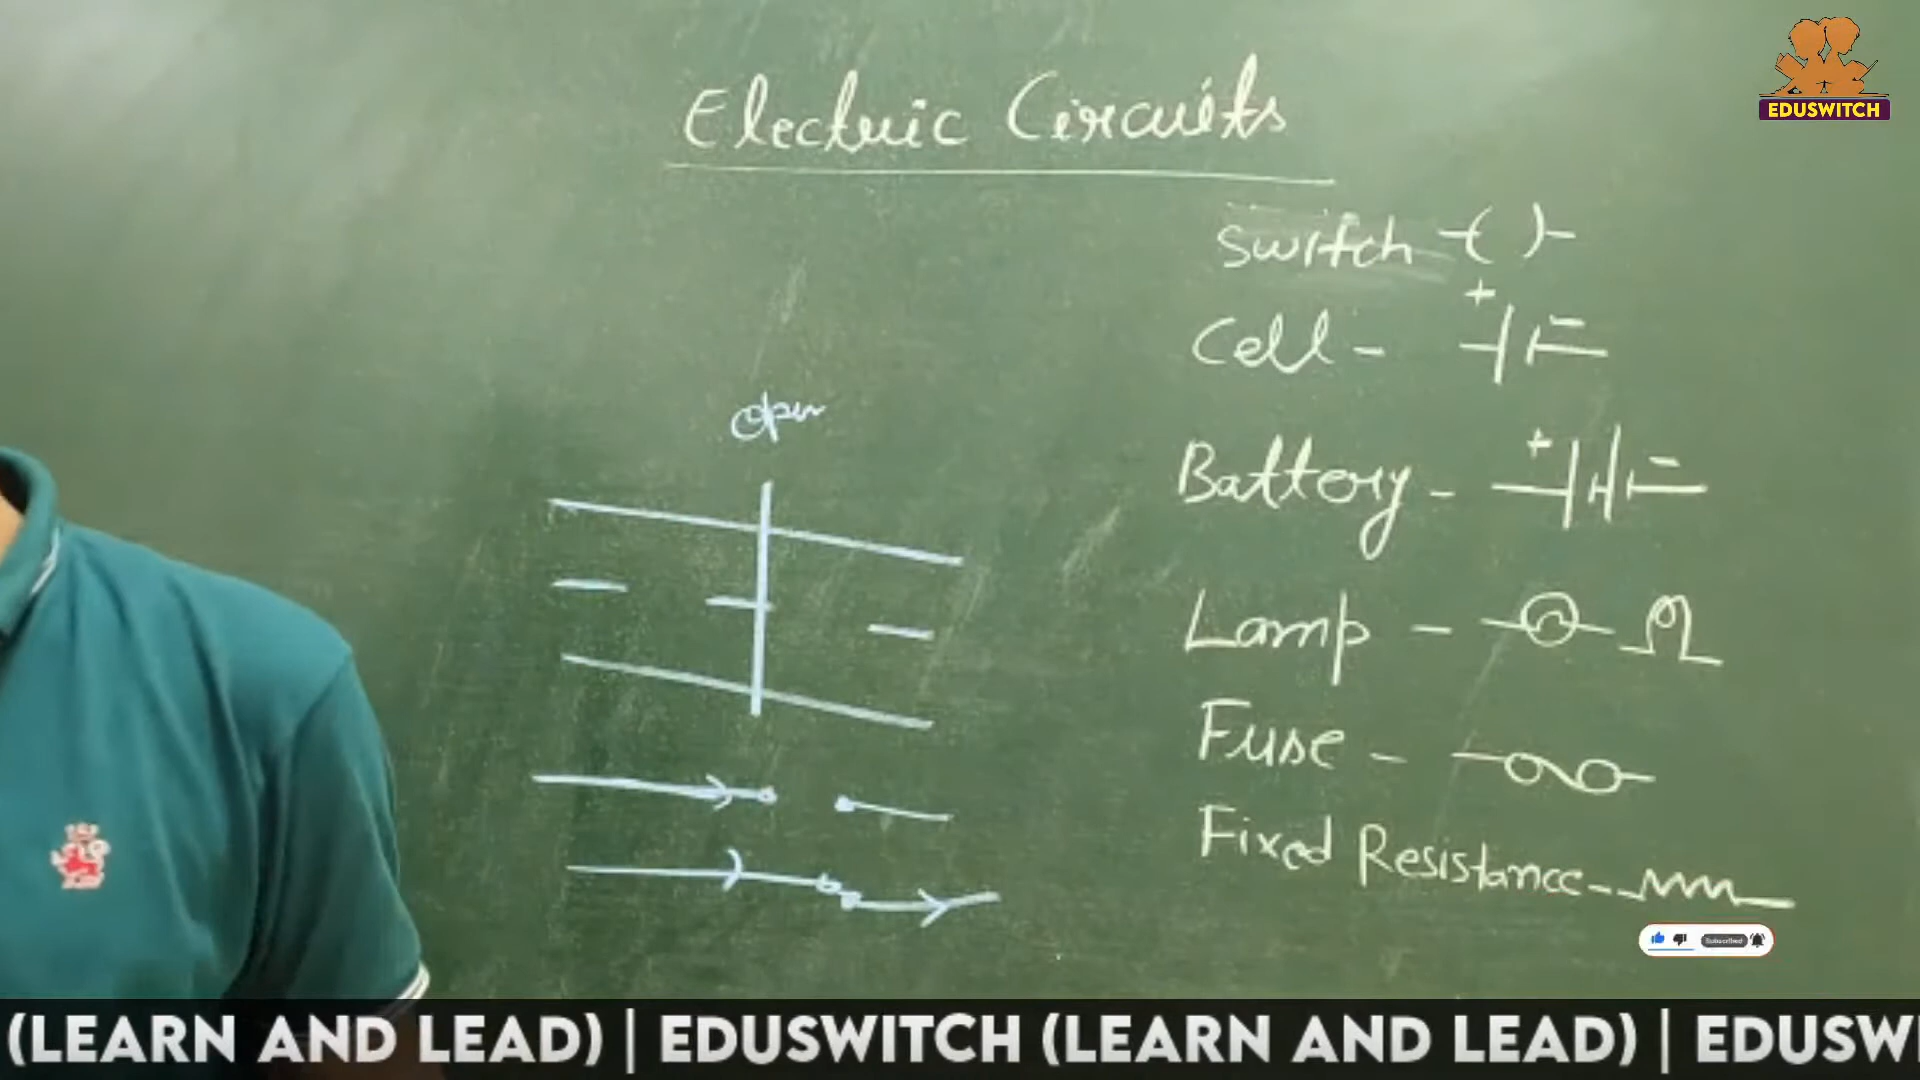 EDUSWITCH
Electric Circuits
Switch
+
Cell -
-
open
Battery -
+ -
Lamp -
Fuse -
Fixed Resistance -
Subscribed
(LEARN AND LEAD) | EDUSWITCH (LEARN AND LEAD) | EDUSWI